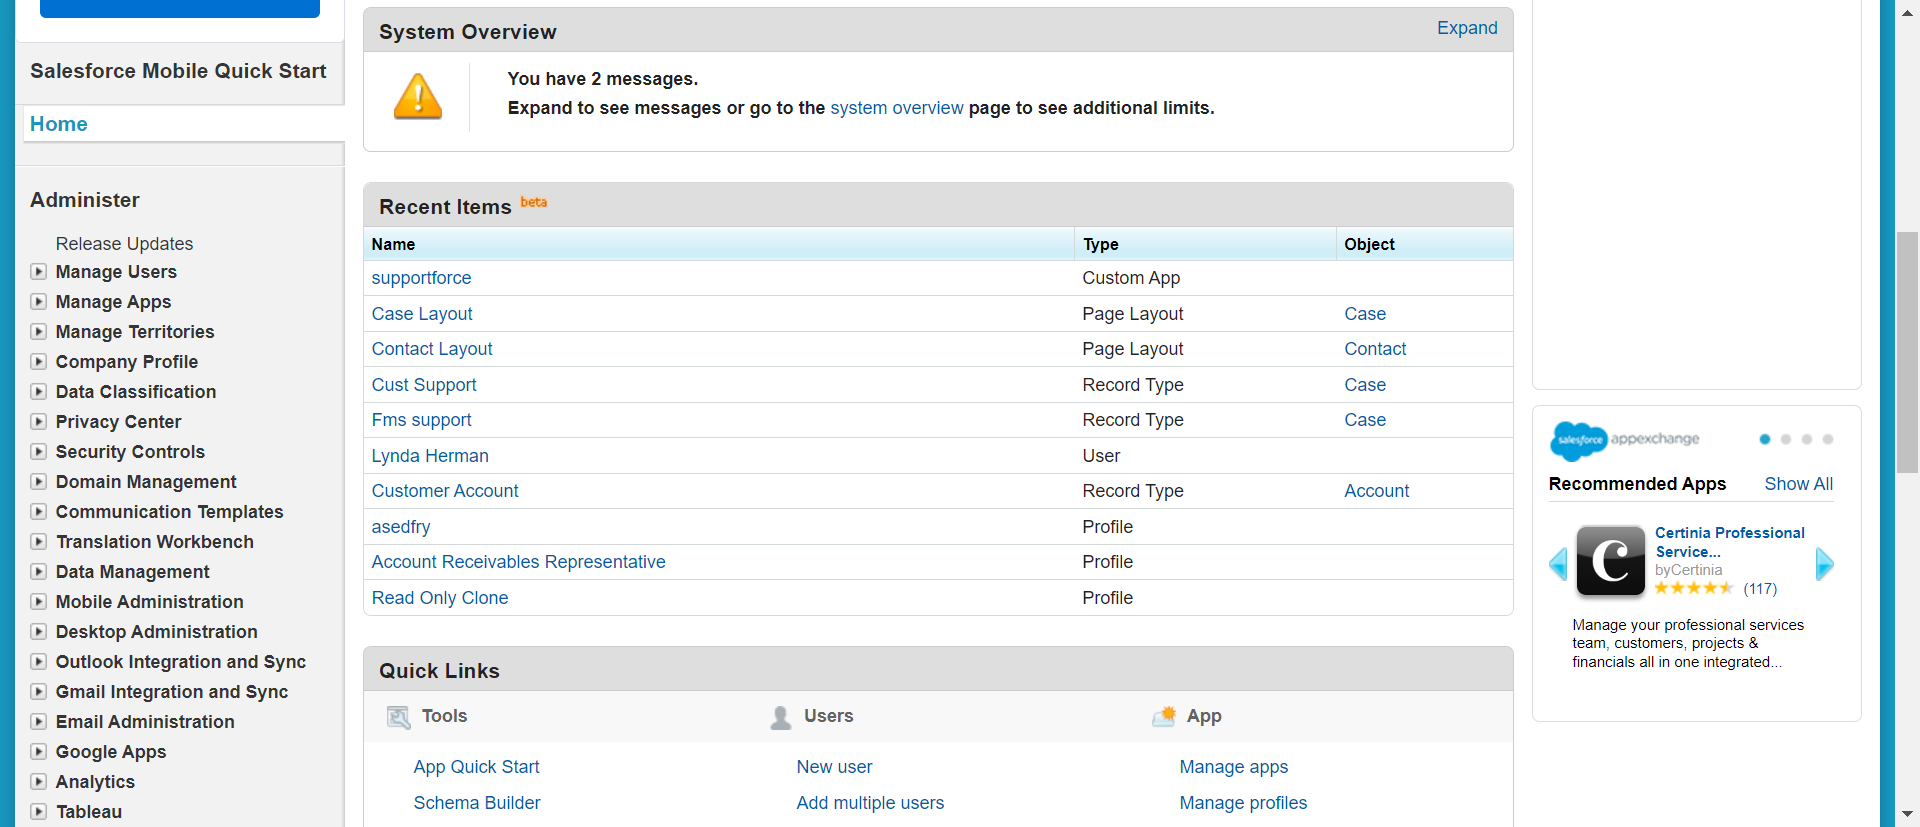 Salesforce Mobile Quick Start
Home
Administer
Release Updates
Manage Users
Manage Apps
Manage Territories
Company Profile
Data Classification
Privacy Center
Security Controls
Domain Management
Communication Templates
Translation Workbench
Data Management
Mobile Administration
Desktop Administration
Outlook Integration and Sync
Gmail Integration and Sync
Email Administration
Google Apps
Analytics
Tableau
System Overview Expand
You have 2 messages.
Expand to see messages or go to the system overview page to see additional limits.
Recent Items beta
Name Type Object
supportforce Custom App
Case Layout Page Layout Case
Contact Layout Page Layout Contact
Cust Support Record Type Case
Fms support Record Type Case
Lynda Herman User
Customer Account Record Type Account
asedfry Profile
Account Receivables Representative Profile
Read Only Clone Profile
Quick Links
Tools Users App
App Quick Start New user Manage apps
Schema Builder Add multiple users Manage profiles
salesforce appexchange
Recommended Apps Show All
C
Certinia Professional
Service...
byCertinia
(117)
Manage your professional services
team, customers, projects &
financials all in one integrated...